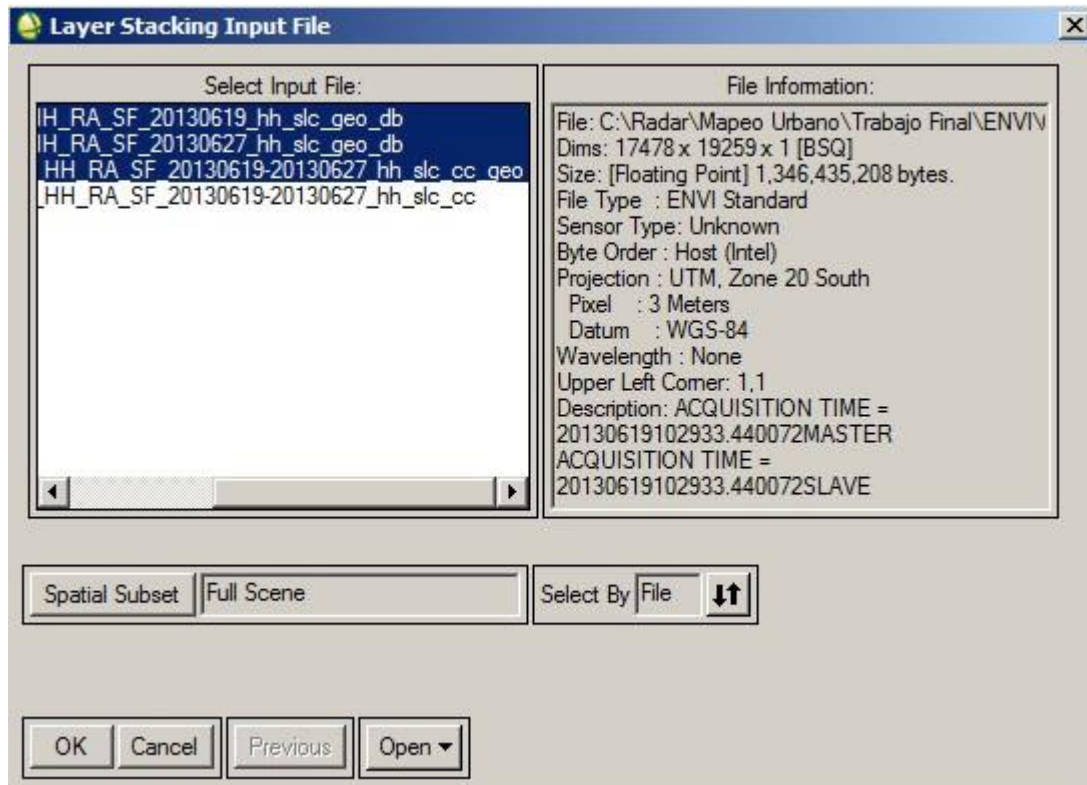 Layer Stacking Input File
Select Input File:
IH_RA_SF_20130619_hh_slc_geo_db
IH_RA_SF_20130627_hh_slc_geo_db
_HH_RA_SF_20130619-20130627_hh_slc_cc_geo
_HH_RA_SF_20130619-20130627_hh_slc_cc
File Information:
File: C:\Radar\Mapeo Urbano\Trabajo Final\ENVI\
Dims: 17478 x 19259 x 1 [BSQ]
Size: [Floating Point] 1,346,435,208 bytes.
File Type : ENVI Standard
Sensor Type: Unknown
Byte Order : Host (Intel)
Projection : UTM, Zone 20 South
Pixel : 3 Meters
Datum : WGS-84
Wavelength : None
Upper Left Corner: 1,1
Description: ACQUISITION TIME =
20130619102933.440072MASTER
ACQUISITION TIME =
20130619102933.440072SLAVE
Spatial Subset Full Scene
Select By File
OK Cancel Previous Open